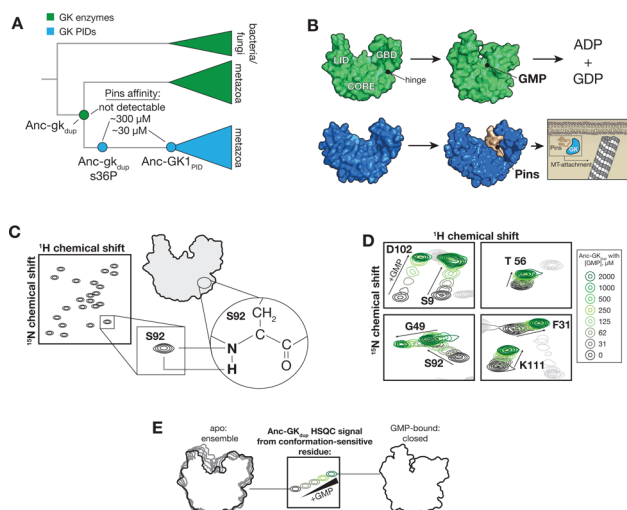 A
GK enzymes
GK PIDs
bacteria/
fungi
metazoa
metazoa
Pins affinity:
not detectable
~300 µM
~30 µM
Anc-gkdup
Anc-gkdup
s36P
Anc-GK1PID
B
LID
GBD
CORE
hinge
GMP
ADP
+
GDP
Pins
Pins
GK
MT-attachment
C
1H chemical shift
15N chemical shift
S92
S92
CH2
N
C
C
H
O
D
1H chemical shift
15N chemical shift
D102
+GMP
S9
T 56
G49
S92
F31
K111
Anc-GKdup with
[GMP], µM
2000
1000
500
250
125
62
31
0
E
apo:
ensemble
Anc-GKdup HSQC signal
from conformation-sensitive
residue:
+GMP
GMP-bound:
closed